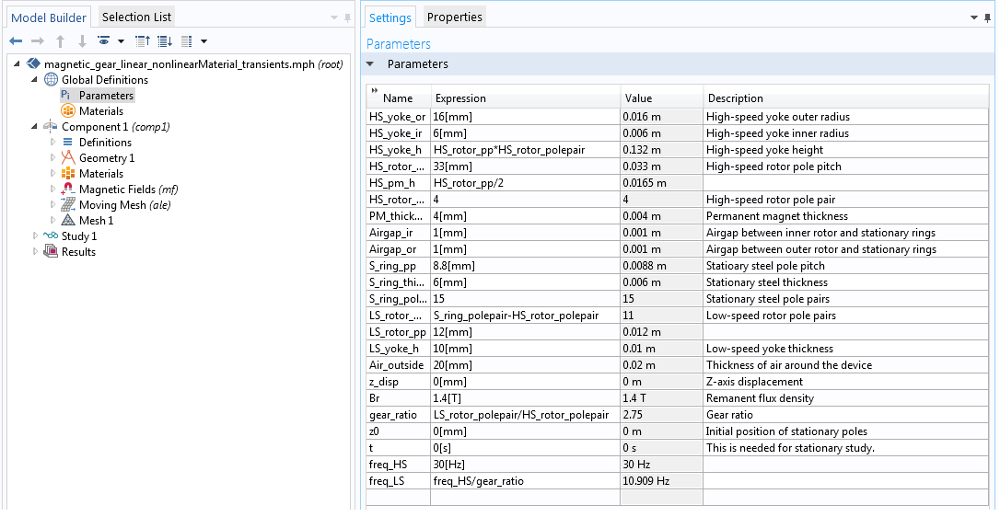 Model Builder Selection List
magnetic_gear_linear_nonlinearMaterial_transients.mph (root)
Global Definitions
Pi Parameters
Materials
Component 1 (comp1)
Definitions
Geometry 1
Materials
Magnetic Fields (mf)
Moving Mesh (ale)
Mesh 1
Study 1
Results
Settings Properties
Parameters
Parameters
Name Expression Value Description
HS_yoke_or 16[mm] 0.016 m High-speed yoke outer radius
HS_yoke_ir 6[mm] 0.006 m High-speed yoke inner radius
HS_yoke_h HS_rotor_pp*HS_rotor_polepair 0.132 m High-speed yoke height
HS_rotor_... 33[mm] 0.033 m High-speed rotor pole pitch
HS_pm_h HS_rotor_pp/2 0.0165 m
HS_rotor_... 4 4 High-speed rotor pole pair
PM_thick... 4[mm] 0.004 m Permanent magnet thickness
Airgap_ir 1[mm] 0.001 m Airgap between inner rotor and stationary rings
Airgap_or 1[mm] 0.001 m Airgap between outer rotor and stationary rings
S_ring_pp 8.8[mm] 0.0088 m Statioary steel pole pitch
S_ring_thi... 6[mm] 0.006 m Stationary steel thickness
S_ring_pol... 15 15 Stationary steel pole pairs
LS_rotor_... S_ring_polepair-HS_rotor_polepair 11 Low-speed rotor pole pairs
LS_rotor_pp 12[mm] 0.012 m
LS_yoke_h 10[mm] 0.01 m Low-speed yoke thickness
Air_outside 20[mm] 0.02 m Thickness of air around the device
z_disp 0[mm] 0 m Z-axis displacement
Br 1.4[T] 1.4 T Remanent flux density
gear_ratio LS_rotor_polepair/HS_rotor_polepair 2.75 Gear ratio
z0 0[mm] 0 m Initial position of stationary poles
t 0[s] 0 s This is needed for stationary study.
freq_HS 30[Hz] 30 Hz
freq_LS freq_HS/gear_ratio 10.909 Hz